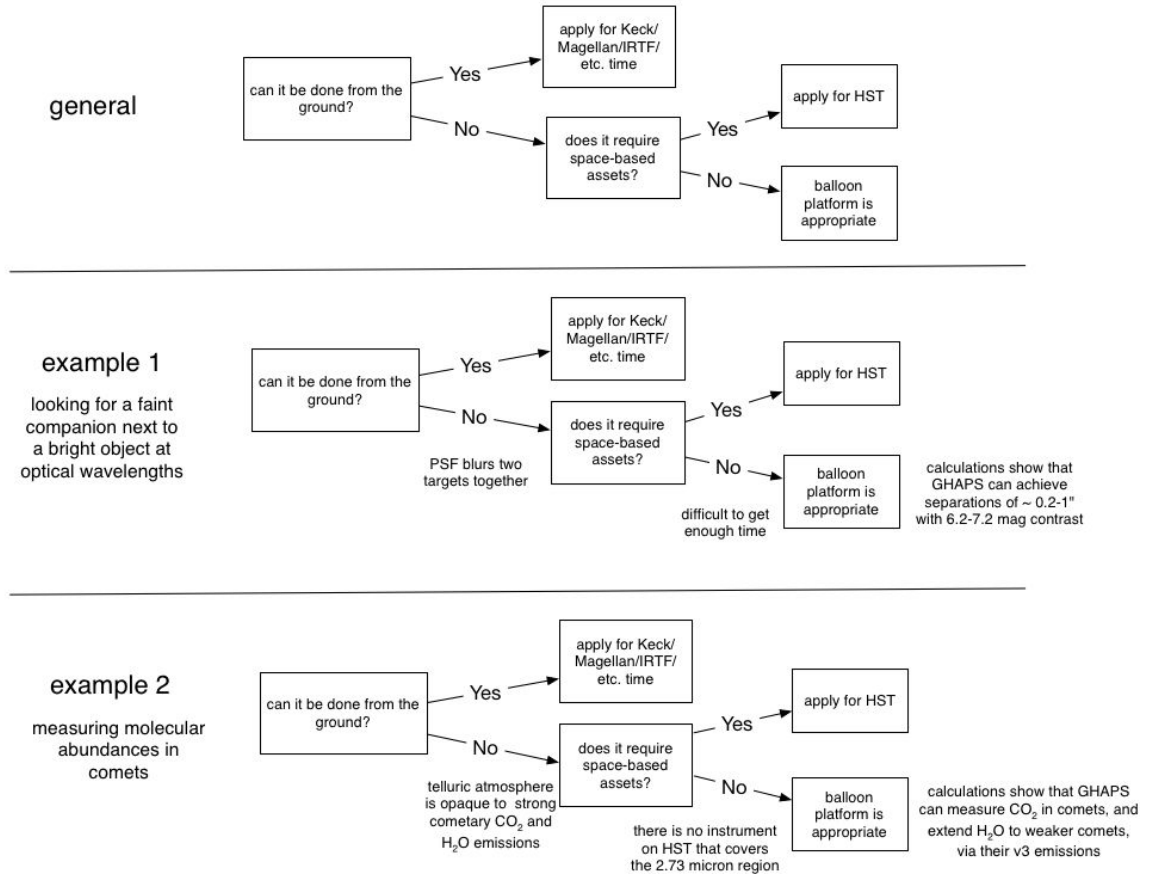 general
can it be done from the
ground?
Yes
No
apply for Keck/
Magellan/IRTF/
etc. time
does it require
space-based
assets?
Yes
No
apply for HST
balloon
platform is
appropriate
example 1
looking for a faint
companion next to
a bright object at
optical wavelengths
can it be done from the
ground?
Yes
No
PSF blurs two
targets together
apply for Keck/
Magellan/IRTF/
etc. time
does it require
space-based
assets?
Yes
No
difficult to get
enough time
apply for HST
balloon
platform is
appropriate
calculations show that
GHAPS can achieve
separations of ~ 0.2-1"
with 6.2-7.2 mag contrast
example 2
measuring molecular
abundances in
comets
can it be done from the
ground?
Yes
No
telluric atmosphere
is opaque to strong
cometary CO₂ and
H₂O emissions
apply for Keck/
Magellan/IRTF/
etc. time
does it require
space-based
assets?
Yes
No
there is no instrument
on HST that covers
the 2.73 micron region
apply for HST
balloon
platform is
appropriate
calculations show that GHAPS
can measure CO₂ in comets, and
extend H₂O to weaker comets,
via their v3 emissions